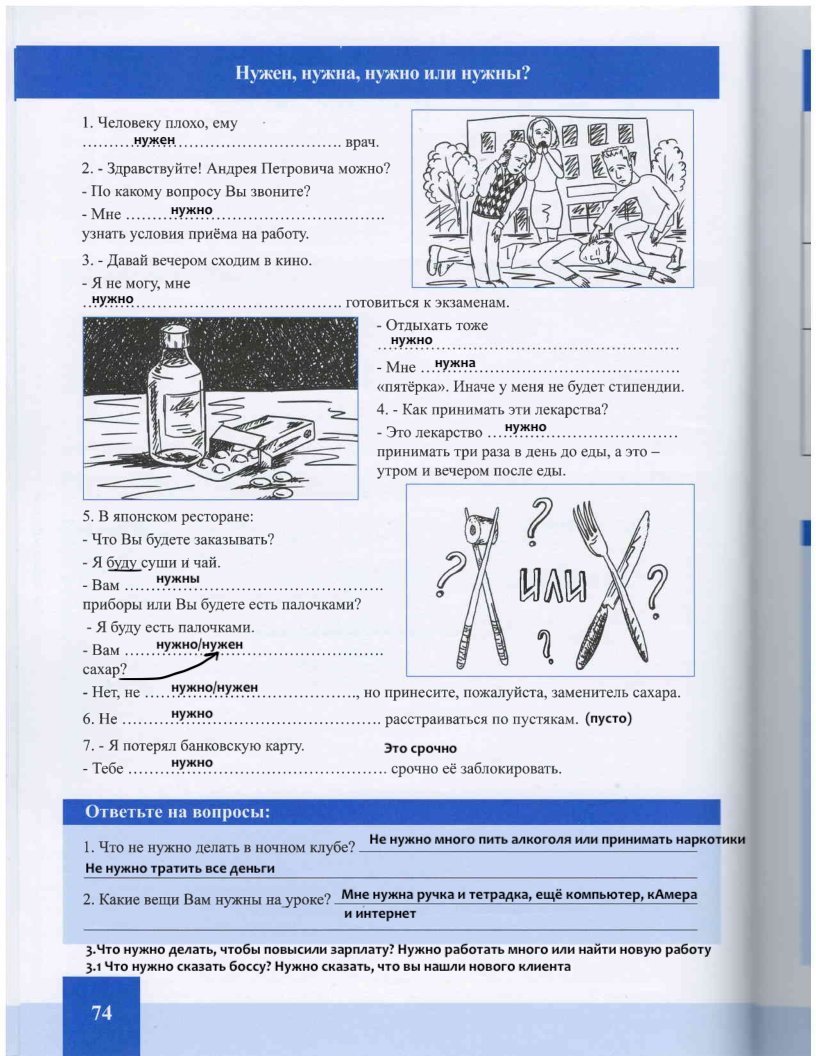 Нужен, нужна, нужно или нужны?
1. Человеку плохо, ему
нужен врач.
2. - Здравствуйте! Андрея Петровича можно?
- По какому вопросу Вы звоните?
- Мне нужно
узнать условия приёма на работу.
3. - Давай вечером сходим в кино.
- Я не могу, мне
нужно готовиться к экзаменам.
- Отдыхать тоже
нужно
- Мне нужна
«пятёрка». Иначе у меня не будет стипендии.
4. - Как принимать эти лекарства?
- Это лекарство нужно
принимать три раза в день до еды, а это –
утром и вечером после еды.
5. В японском ресторане:
- Что Вы будете заказывать?
- Я буду суши и чай.
- Вам нужны
приборы или Вы будете есть палочками?
- Я буду есть палочками.
- Вам нужно/нужен
сахар?
- Нет, не нужно/нужен, но принесите, пожалуйста, заменитель сахара.
? ? ИЛИ ? ?
6. Не нужно расстраиваться по пустякам. (пусто)
7. - Я потерял банковскую карту. Это срочно
- Тебе нужно срочно её заблокировать.
Ответьте на вопросы:
1. Что не нужно делать в ночном клубе? Не нужно много пить алкоголя или принимать наркотики
Не нужно тратить все деньги
2. Какие вещи Вам нужны на уроке? Мне нужна ручка и тетрадка, ещё компьютер, кАмера
и интернет
3.Что нужно делать, чтобы повысили зарплату? Нужно работать много или найти новую работу
3.1 Что нужно сказать боссу? Нужно сказать, что вы нашли нового клиента
74